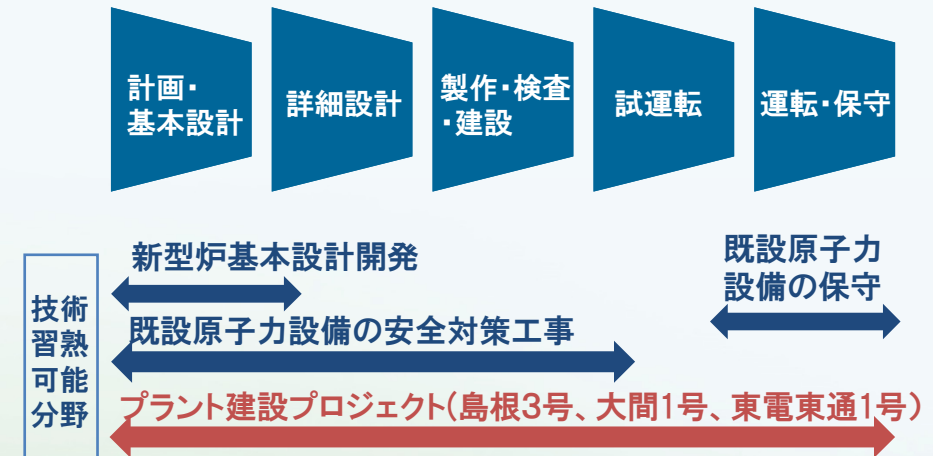 計画・
基本設計
詳細設計
製作・検査
・建設
試運転
運転・保守
技術
習熟
可能
分野
新型炉基本設計開発
既設原子力
設備の保守
既設原子力設備の安全対策工事
プラント建設プロジェクト（島根3号、大間1号、東電東通1号）